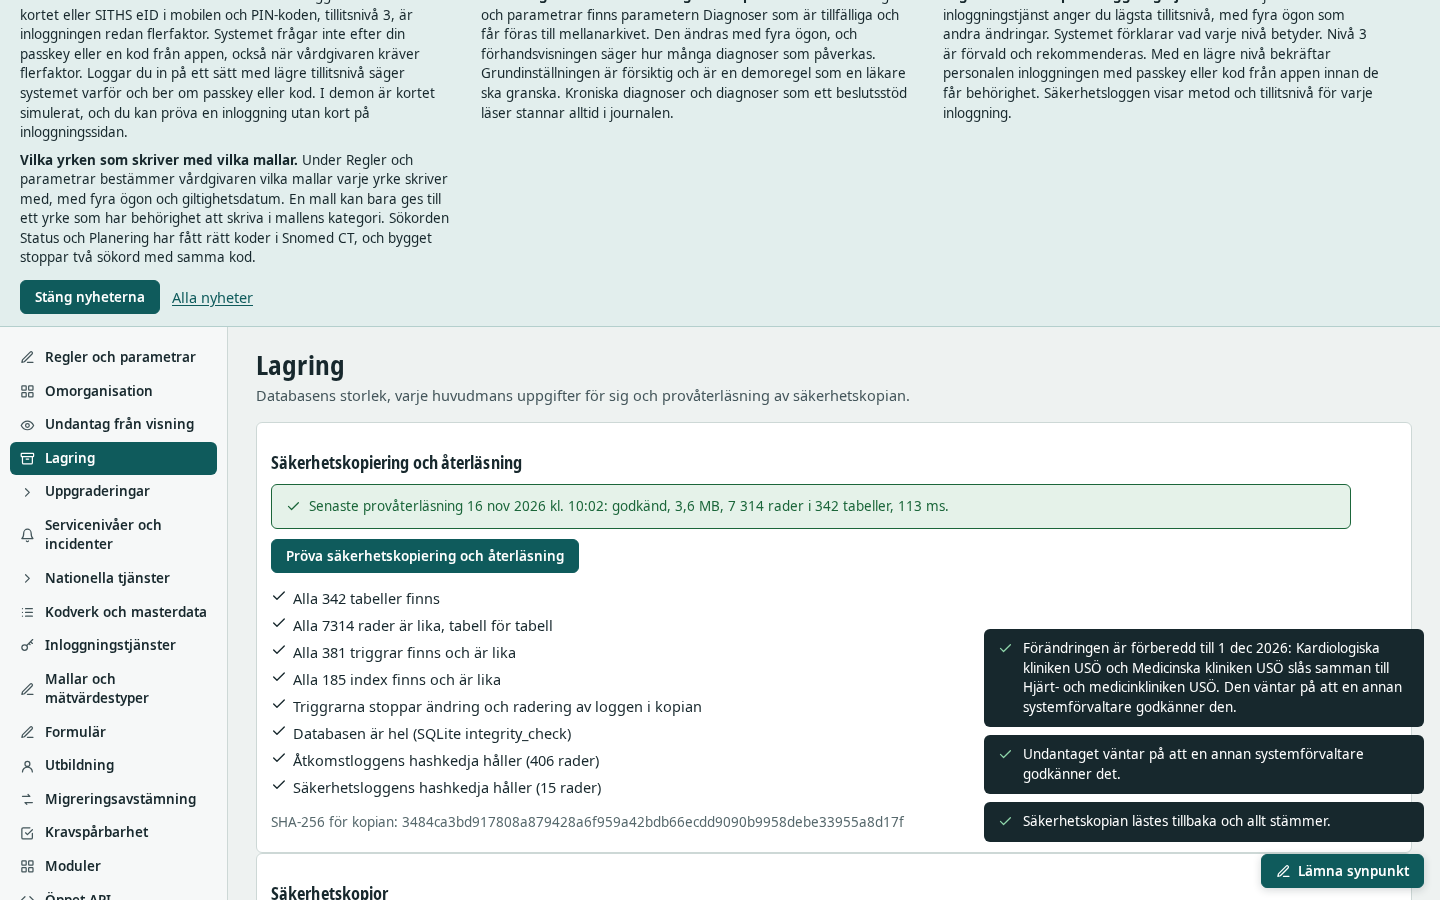 kortet eller SITHS eID i mobilen och PIN-koden, tillitsnivå 3, är
inloggningen redan flerfaktor. Systemet frågar inte efter din
passkey eller en kod från appen, också när vårdgivaren kräver
flerfaktor. Loggar du in på ett sätt med lägre tillitsnivå säger
systemet varför och ber om passkey eller kod. I demon är kortet
simulerat, och du kan pröva en inloggning utan kort på
inloggningssidan.
och parametrar finns parametern Diagnoser som är tillfälliga och
får föras till mellanarkivet. Den ändras med fyra ögon, och
förhandsvisningen säger hur många diagnoser som påverkas.
Grundinställningen är försiktig och är en demoregel som en läkare
ska granska. Kroniska diagnoser och diagnoser som ett beslutsstöd
läser stannar alltid i journalen.
inloggningstjänst anger du lägsta tillitsnivå, med fyra ögon som
andra ändringar. Systemet förklarar vad varje nivå betyder. Nivå 3
är förvald och rekommenderas. Med en lägre nivå bekräftar
personalen inloggningen med passkey eller kod från appen innan de
får behörighet. Säkerhetsloggen visar metod och tillitsnivå för varje
inloggning.
Vilka yrken som skriver med vilka mallar. Under Regler och
parametrar bestämmer vårdgivaren vilka mallar varje yrke skriver
med, med fyra ögon och giltighetsdatum. En mall kan bara ges till
ett yrke som har behörighet att skriva i mallens kategori. Sökorden
Status och Planering har fått rätt koder i Snomed CT, och bygget
stoppar två sökord med samma kod.
Stäng nyheterna
Alla nyheter
Regler och parametrar
Omorganisation
Undantag från visning
Lagring
Uppgraderingar
Servicenivåer och
incidenter
Nationella tjänster
Kodverk och masterdata
Inloggningstjänster
Mallar och
mätvärdestyper
Formulär
Utbildning
Migreringsavstämning
Kravspårbarhet
Moduler
Öppet API
Lagring
Databasens storlek, varje huvudmans uppgifter för sig och provåterläsning av säkerhetskopian.
Säkerhetskopiering och återläsning
Senaste provåterläsning 16 nov 2026 kl. 10:02: godkänd, 3,6 MB, 7 314 rader i 342 tabeller, 113 ms.
Pröva säkerhetskopiering och återläsning
Alla 342 tabeller finns
Alla 7314 rader är lika, tabell för tabell
Alla 381 triggrar finns och är lika
Alla 185 index finns och är lika
Triggrarna stoppar ändring och radering av loggen i kopian
Databasen är hel (SQLite integrity_check)
Åtkomstloggens hashkedja håller (406 rader)
Säkerhetsloggens hashkedja håller (15 rader)
SHA-256 för kopian: 3484ca3bd917808a879428a6f959a42bdb66ecdd9090b9958debe33955a8d17f
Säkerhetskopior
Förändringen är förberedd till 1 dec 2026: Kardiologiska
kliniken USÖ och Medicinska kliniken USÖ slås samman till
Hjärt- och medicinkliniken USÖ. Den väntar på att en annan
systemförvaltare godkänner den.
Undantaget väntar på att en annan systemförvaltare
godkänner det.
Säkerhetskopian lästes tillbaka och allt stämmer.
Lämna synpunkt